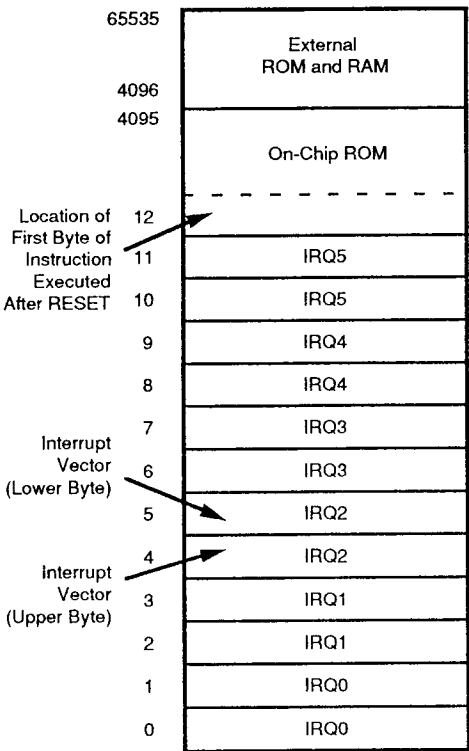 65535
External
ROM and RAM
4096
4095
On-Chip ROM
Location of
First Byte of
Instruction
Executed
After RESET
12
11 IRQ5
10 IRQ5
9 IRQ4
8 IRQ4
7 IRQ3
Interrupt
Vector
(Lower Byte)
6 IRQ3
5 IRQ2
4 IRQ2
Interrupt
Vector
(Upper Byte)
3 IRQ1
2 IRQ1
1 IRQ0
0 IRQ0